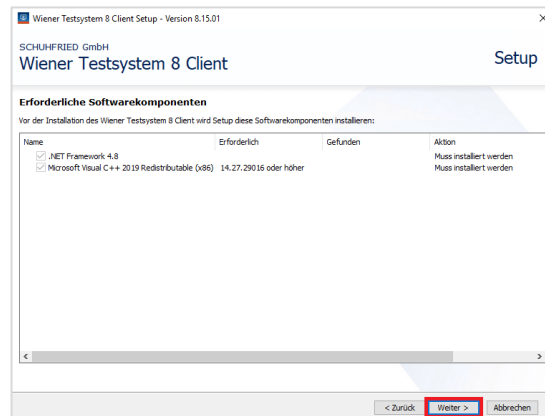 Wiener Testsystem 8 Client Setup - Version 8.15.01
SCHUHFRIED GmbH
Wiener Testsystem 8 Client
Setup
Erforderliche Softwarekomponenten
Vor der Installation des Wiener Testsystem 8 Client wird Setup diese Softwarekomponenten installieren:
Name Erforderlich Gefunden Aktion
.NET Framework 4.8 Muss installiert werden
Microsoft Visual C++ 2019 Redistributable (x86) 14.27.29016 oder höher Muss installiert werden
< Zurück Weiter > Abbrechen